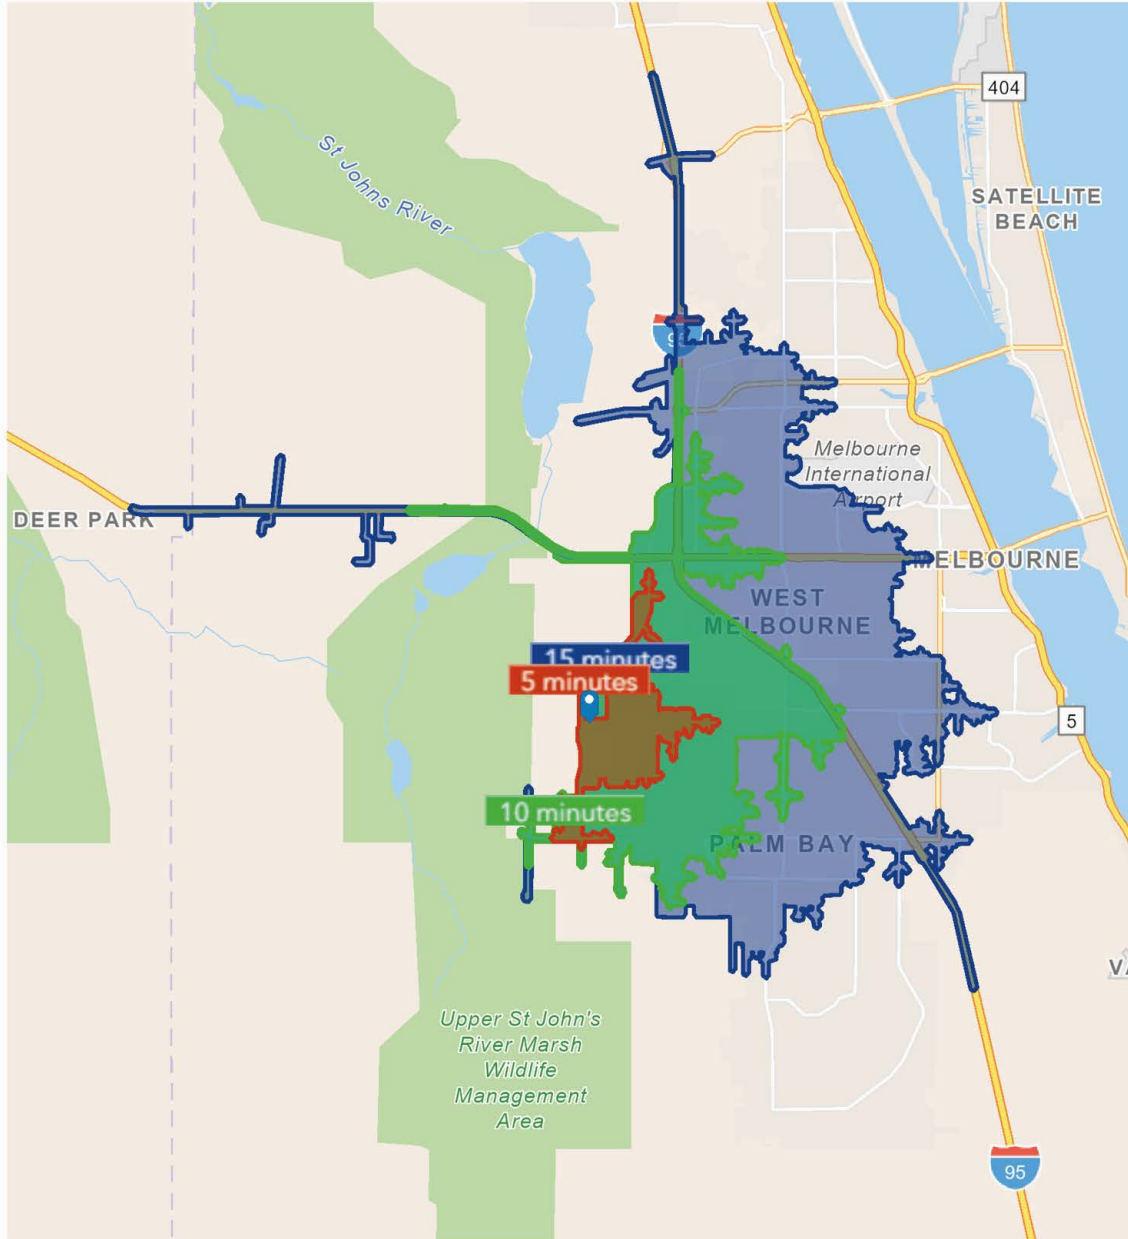 404
St Johns River
SATELLITE
BEACH
95
Melbourne
International
Airport
DEER PARK
MELBOURNE
WEST
MELBOURNE
15 minutes
5 minutes
5
10 minutes
PALM BAY
Upper St John's
River Marsh
Wildlife
Management
Area
95